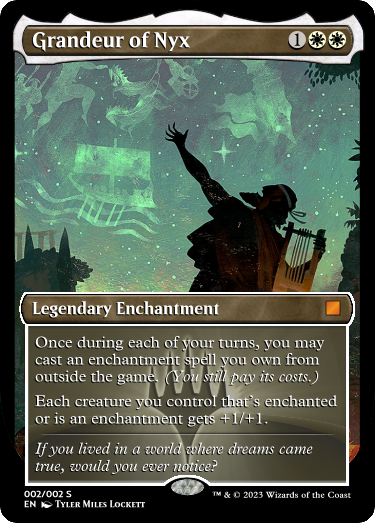 Grandeur of Nyx 1
Legendary Enchantment
Once during each of your turns, you may
cast an enchantment spell you own from
outside the game. (You still pay its costs.)
Each creature you control that's enchanted
or is an enchantment gets +1/+1.
If you lived in a world where dreams came
true, would you ever notice?
002/002 S
EN Tyler Miles Lockett
™ & © 2023 Wizards of the Coast